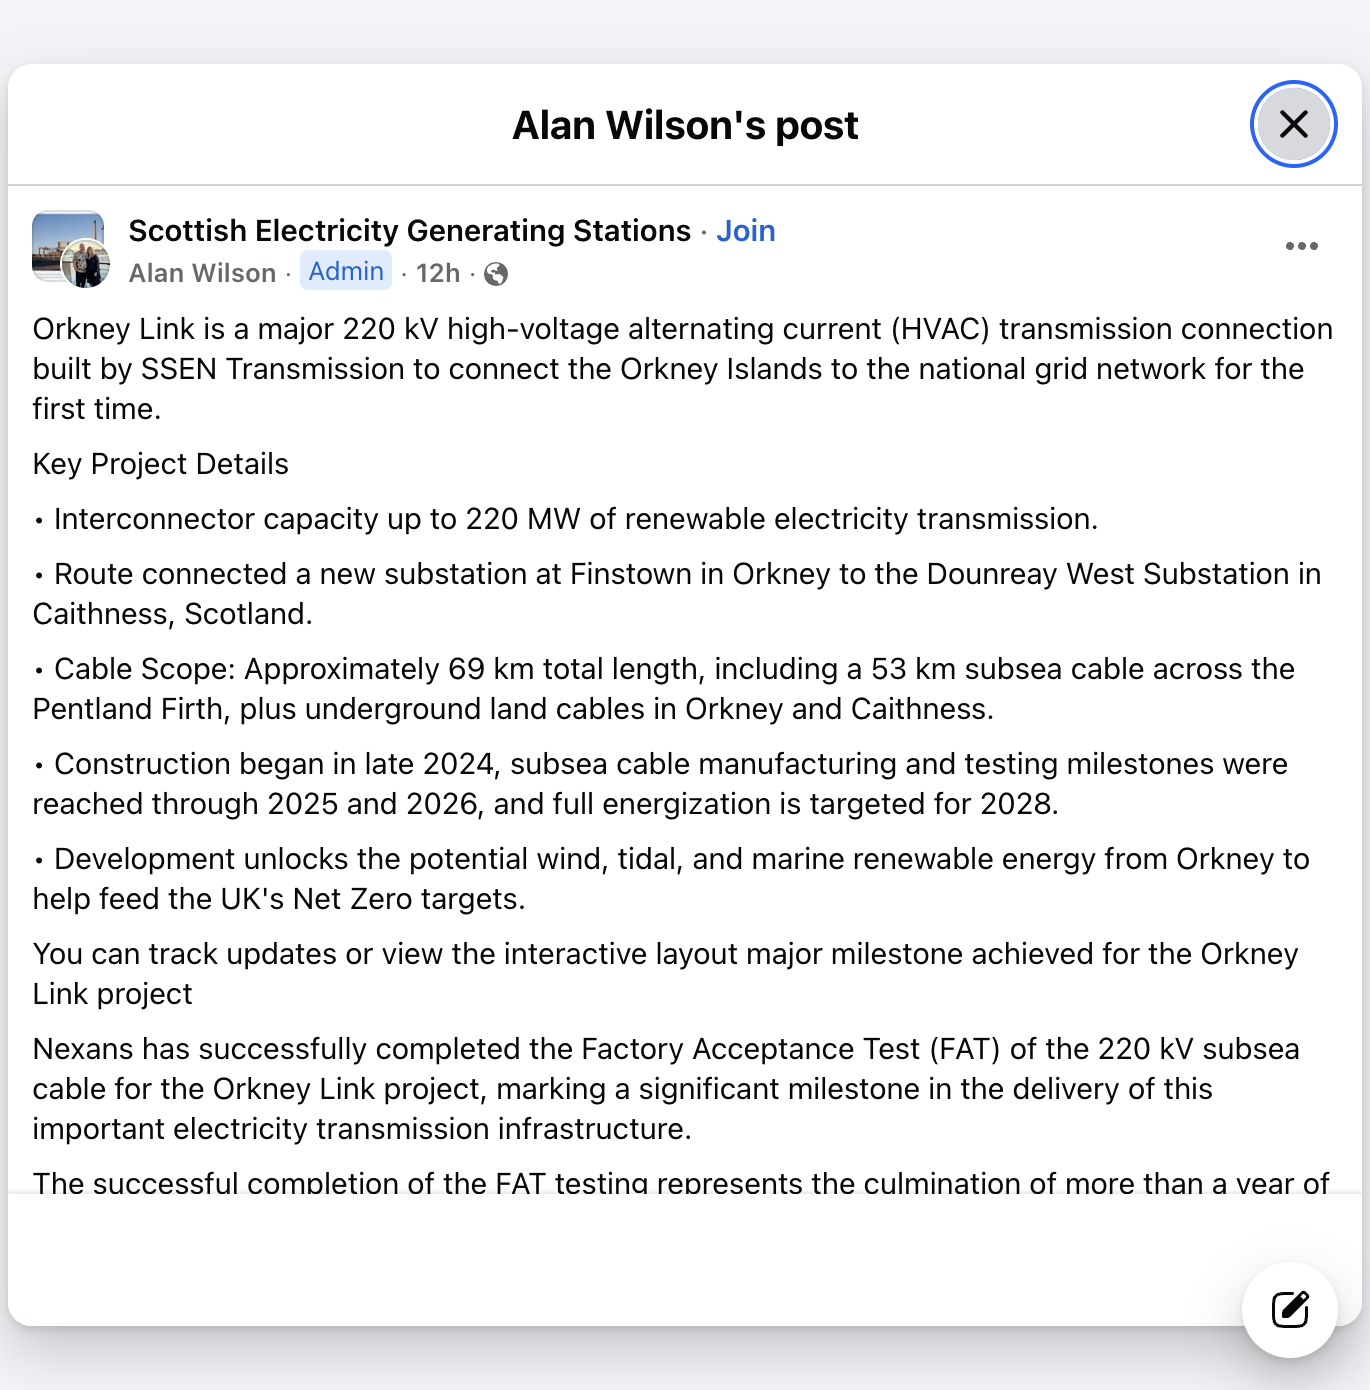 Alan Wilson's post
Scottish Electricity Generating Stations · Join
Alan Wilson · Admin · 12h ·
Orkney Link is a major 220 kV high-voltage alternating current (HVAC) transmission connection
built by SSEN Transmission to connect the Orkney Islands to the national grid network for the
first time.
Key Project Details
• Interconnector capacity up to 220 MW of renewable electricity transmission.
• Route connected a new substation at Finstown in Orkney to the Dounreay West Substation in
Caithness, Scotland.
• Cable Scope: Approximately 69 km total length, including a 53 km subsea cable across the
Pentland Firth, plus underground land cables in Orkney and Caithness.
• Construction began in late 2024, subsea cable manufacturing and testing milestones were
reached through 2025 and 2026, and full energization is targeted for 2028.
• Development unlocks the potential wind, tidal, and marine renewable energy from Orkney to
help feed the UK's Net Zero targets.
You can track updates or view the interactive layout major milestone achieved for the Orkney
Link project
Nexans has successfully completed the Factory Acceptance Test (FAT) of the 220 kV subsea
cable for the Orkney Link project, marking a significant milestone in the delivery of this
important electricity transmission infrastructure.
The successful completion of the FAT testing represents the culmination of more than a year of